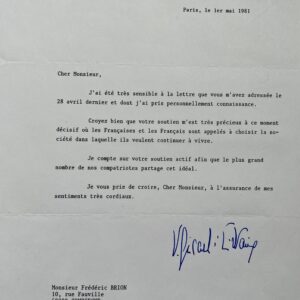 Paris, le 1er mai 1981
Cher Monsieur,
J'ai été très sensible à la lettre que vous m'avez adressée le
28 avril dernier et dont j'ai pris personnellement connaissance.
Croyez bien que votre soutien m'est très précieux à ce moment
décisif où les Françaises et les Français sont appelés à choisir la so-
ciété dans laquelle ils veulent continuer à vivre.
Je compte sur votre soutien actif afin que le plus grand
nombre de nos compatriotes partage cet idéal.
Je vous prie de croire, Cher Monsieur, à l'assurance de mes
sentiments très cordiaux.
Monsieur Frédéric BRION
10, rue Fauville